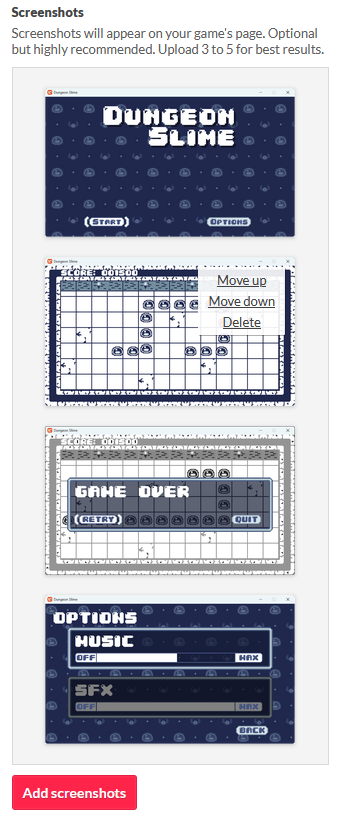 Screenshots
Screenshots will appear on your game's page. Optional
but highly recommended. Upload 3 to 5 for best results.
Dungeon Slime
DUNGEON
SLIME
START
OPTIONS
Dungeon Slime
SCORE: 001500
Move up
Move down
Delete
Dungeon Slime
SCORE: 001500
GAME OVER
RETRY
QUIT
Dungeon Slime
OPTIONS
MUSIC
OFF
MAX
SFX
OFF
MAX
BACK
Add screenshots